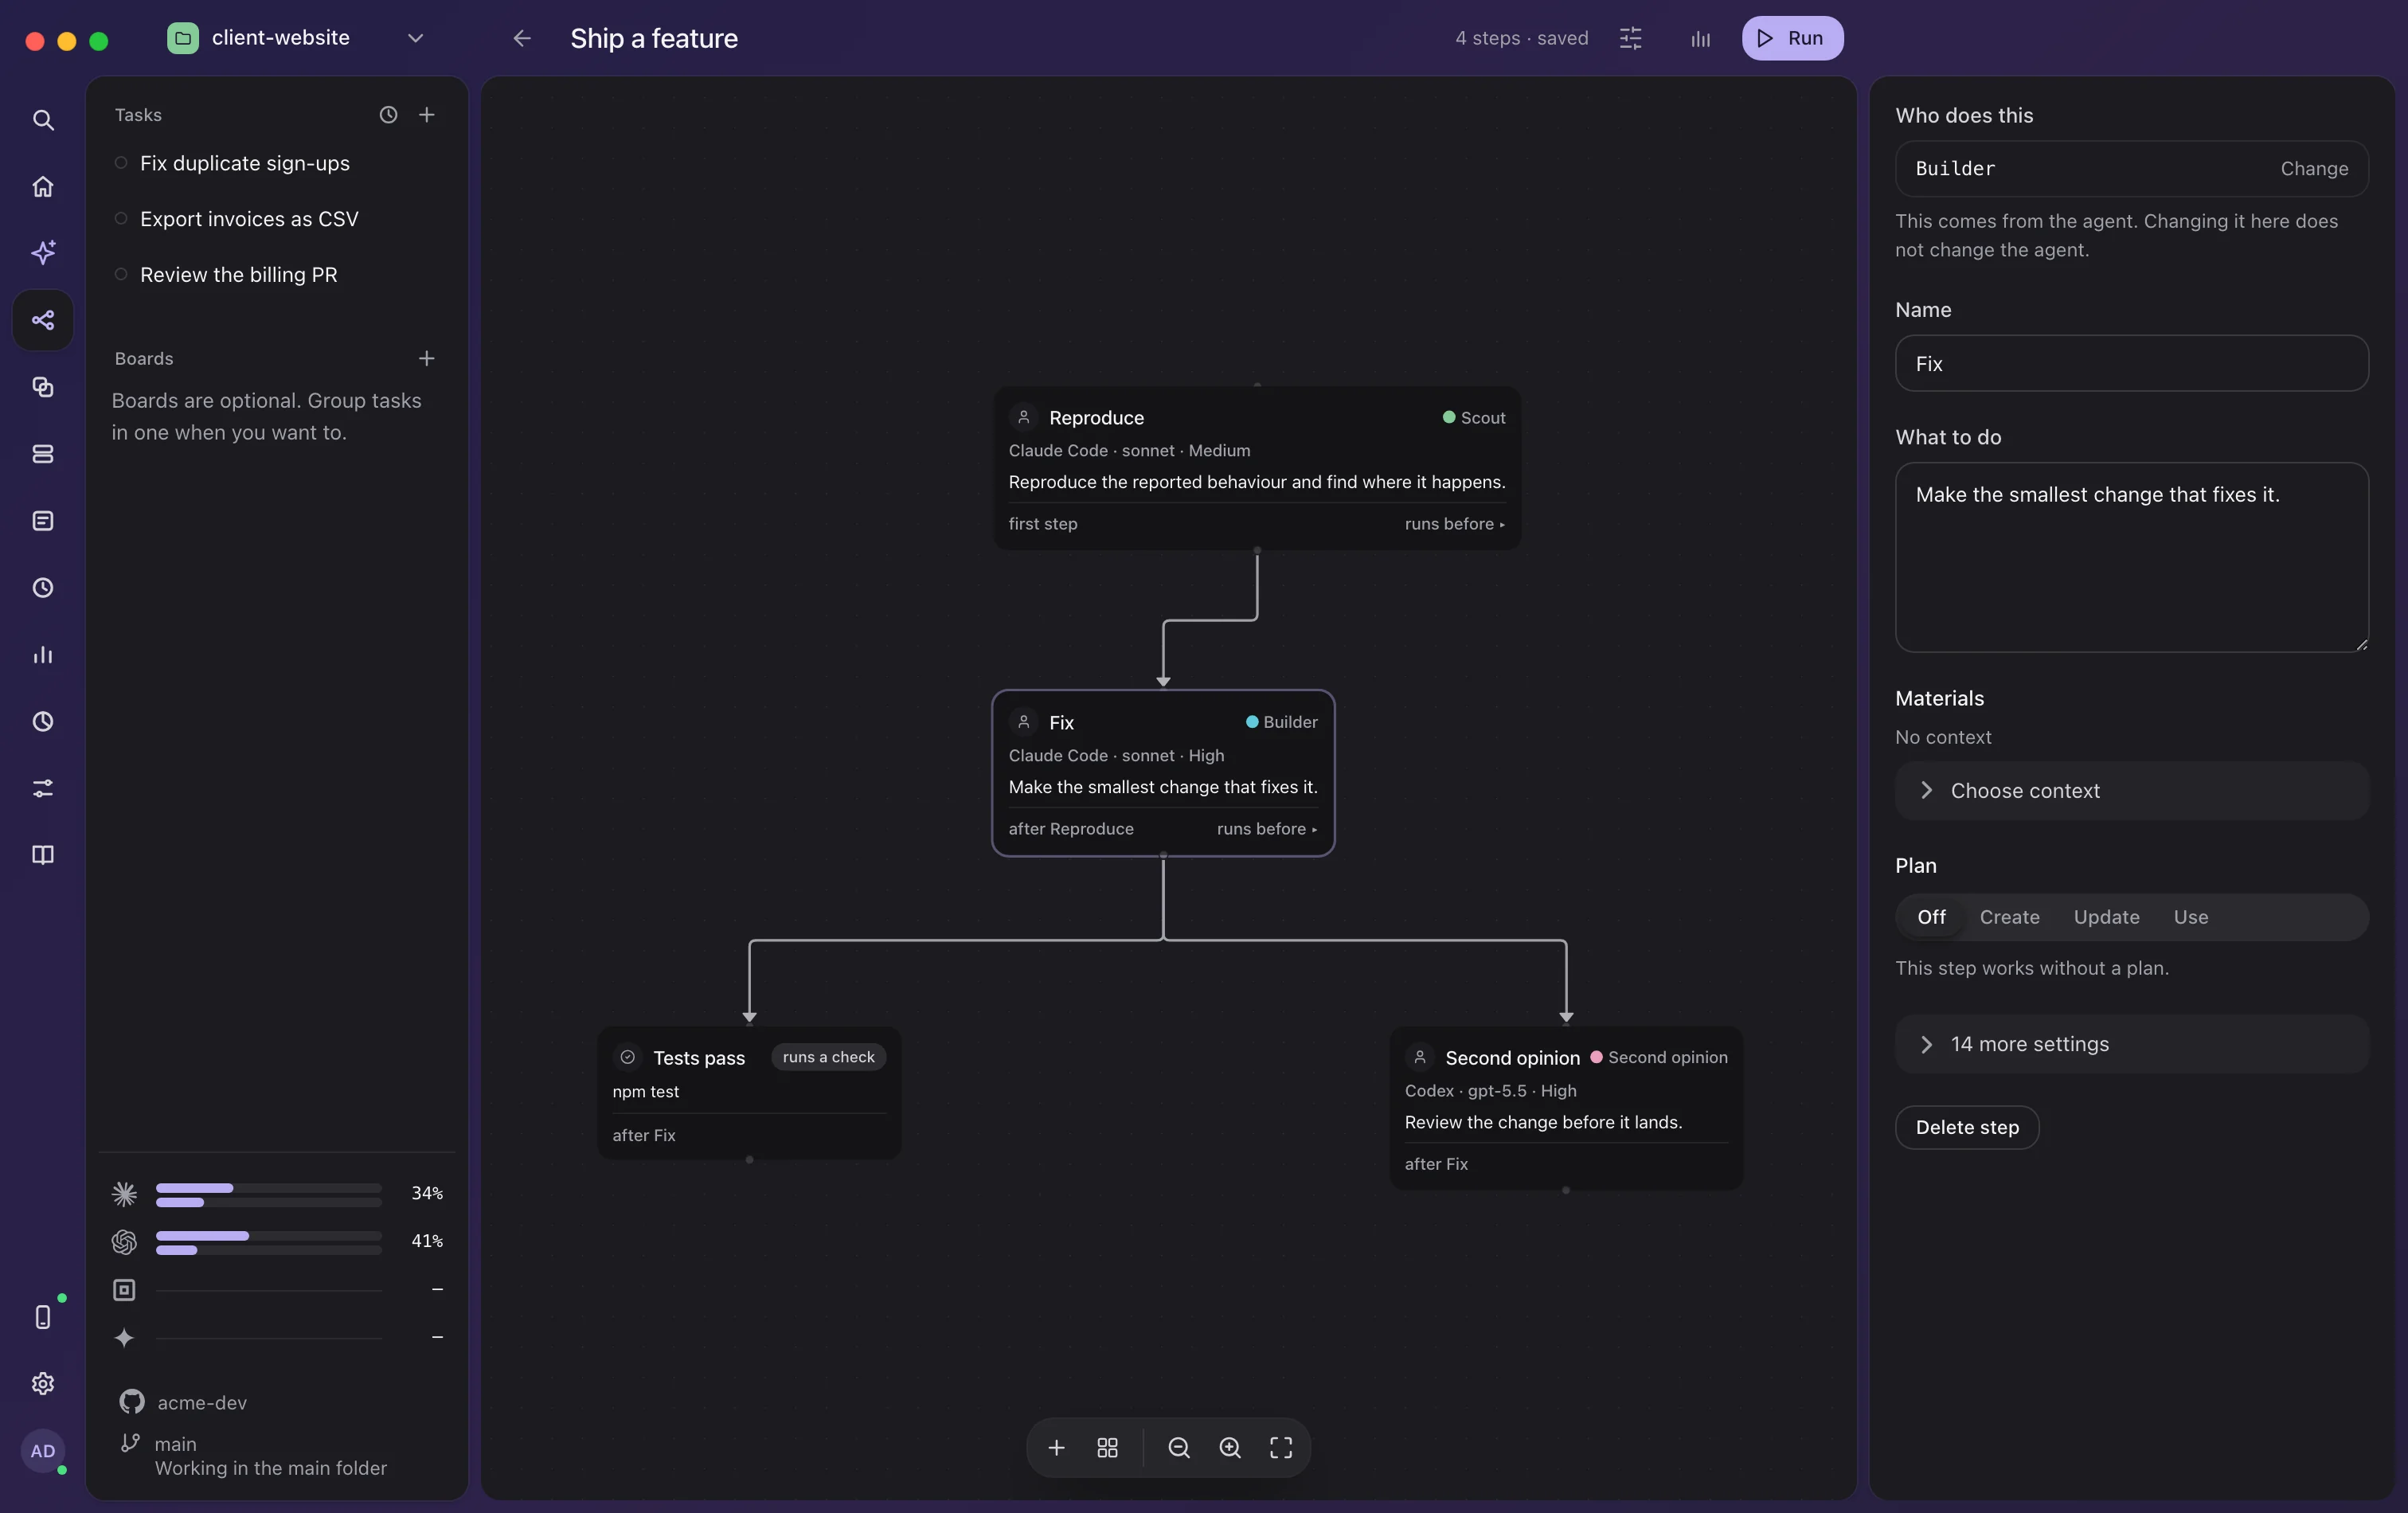 client-website
Ship a feature
4 steps · saved
Run
Tasks
Fix duplicate sign-ups
Export invoices as CSV
Review the billing PR
Boards
Boards are optional. Group tasks
in one when you want to.
34%
41%
–
–
acme-dev
main
Working in the main folder
AD
Reproduce
Scout
Claude Code · sonnet · Medium
Reproduce the reported behaviour and find where it happens.
first step
runs before ▸
Fix
Builder
Claude Code · sonnet · High
Make the smallest change that fixes it.
after Reproduce
runs before ▸
Tests pass
runs a check
npm test
after Fix
Second opinion
Second opinion
Codex · gpt-5.5 · High
Review the change before it lands.
after Fix
Who does this
Builder
Change
This comes from the agent. Changing it here does
not change the agent.
Name
Fix
What to do
Make the smallest change that fixes it.
Materials
No context
Choose context
Plan
Off
Create
Update
Use
This step works without a plan.
14 more settings
Delete step